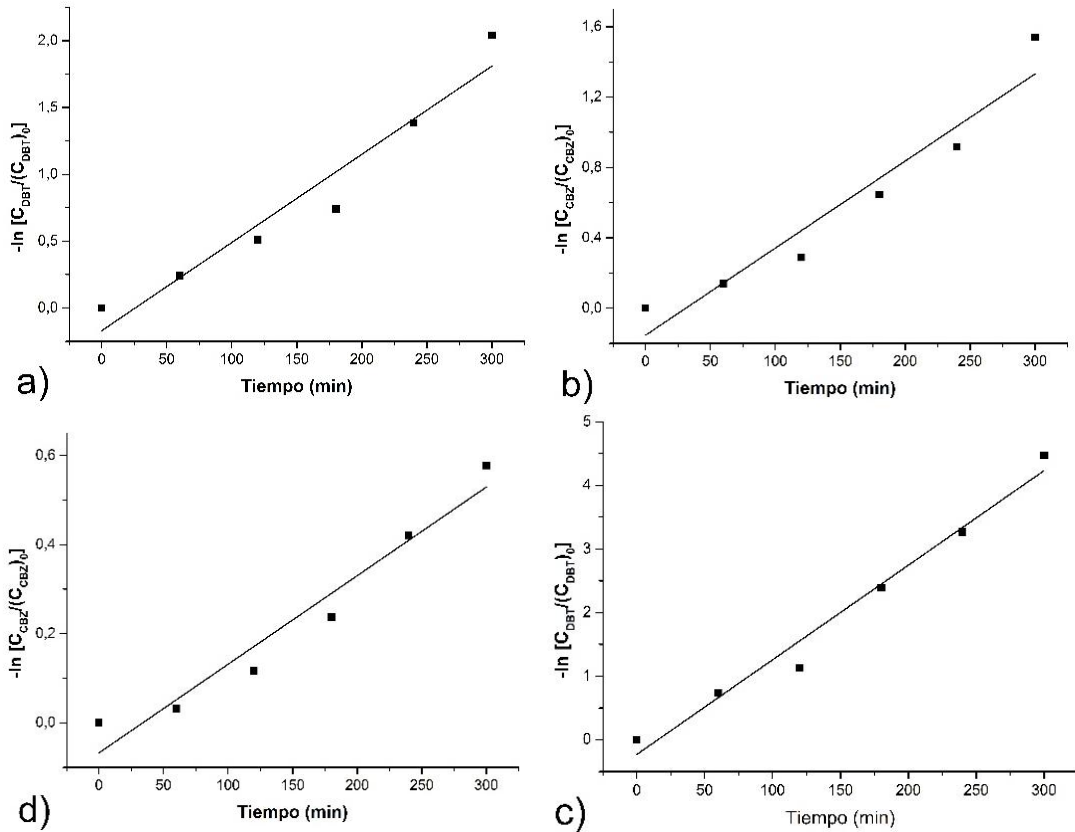 2,0
1,5
1,0
0,5
0,0
-ln [C_DBT/(C_DBT)_0]
0 50 100 150 200 250 300
Tiempo (min)
a)
1,6
1,2
0,8
0,4
0,0
-ln [C_CBZ/(C_CBZ)_0]
0 50 100 150 200 250 300
Tiempo (min)
b)
0,6
0,4
0,2
0,0
-ln [C_CBZ/(C_CBZ)_0]
0 50 100 150 200 250 300
Tiempo (min)
d)
5
4
3
2
1
0
-ln [C_DBT/(C_DBT)_0]
0 50 100 150 200 250 300
Tiempo (min)
c)